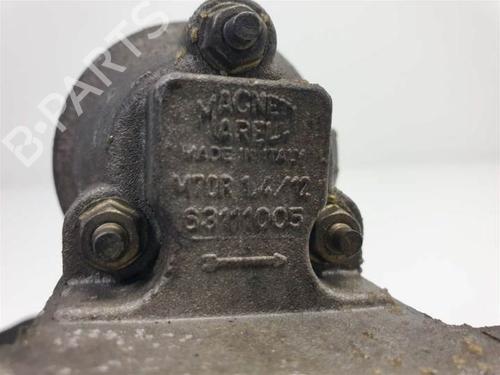 B-PARTS
MAGNETI
MARELLI
MADE IN ITALY
M70R 1.4/12
63111005